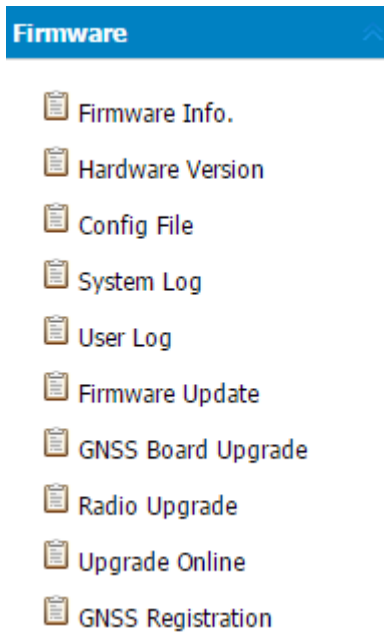 Firmware
Firmware Info.
Hardware Version
Config File
System Log
User Log
Firmware Update
GNSS Board Upgrade
Radio Upgrade
Upgrade Online
GNSS Registration